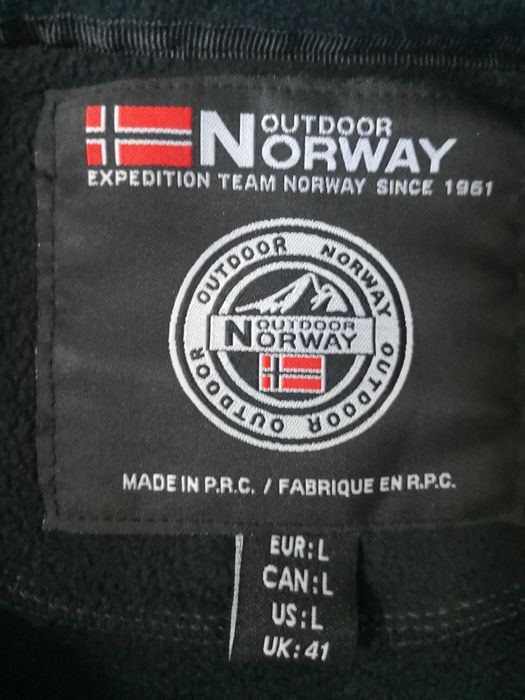 OUTDOOR
NORWAY
EXPEDITION TEAM NORWAY SINCE 1961
OUTDOOR NORWAY OUTDOOR OUTDOOR OUTDOOR
OUTDOOR
NORWAY
MADE IN P.R.C. / FABRIQUE EN R.P.C.
EUR:L
CAN:L
US:L
UK:41